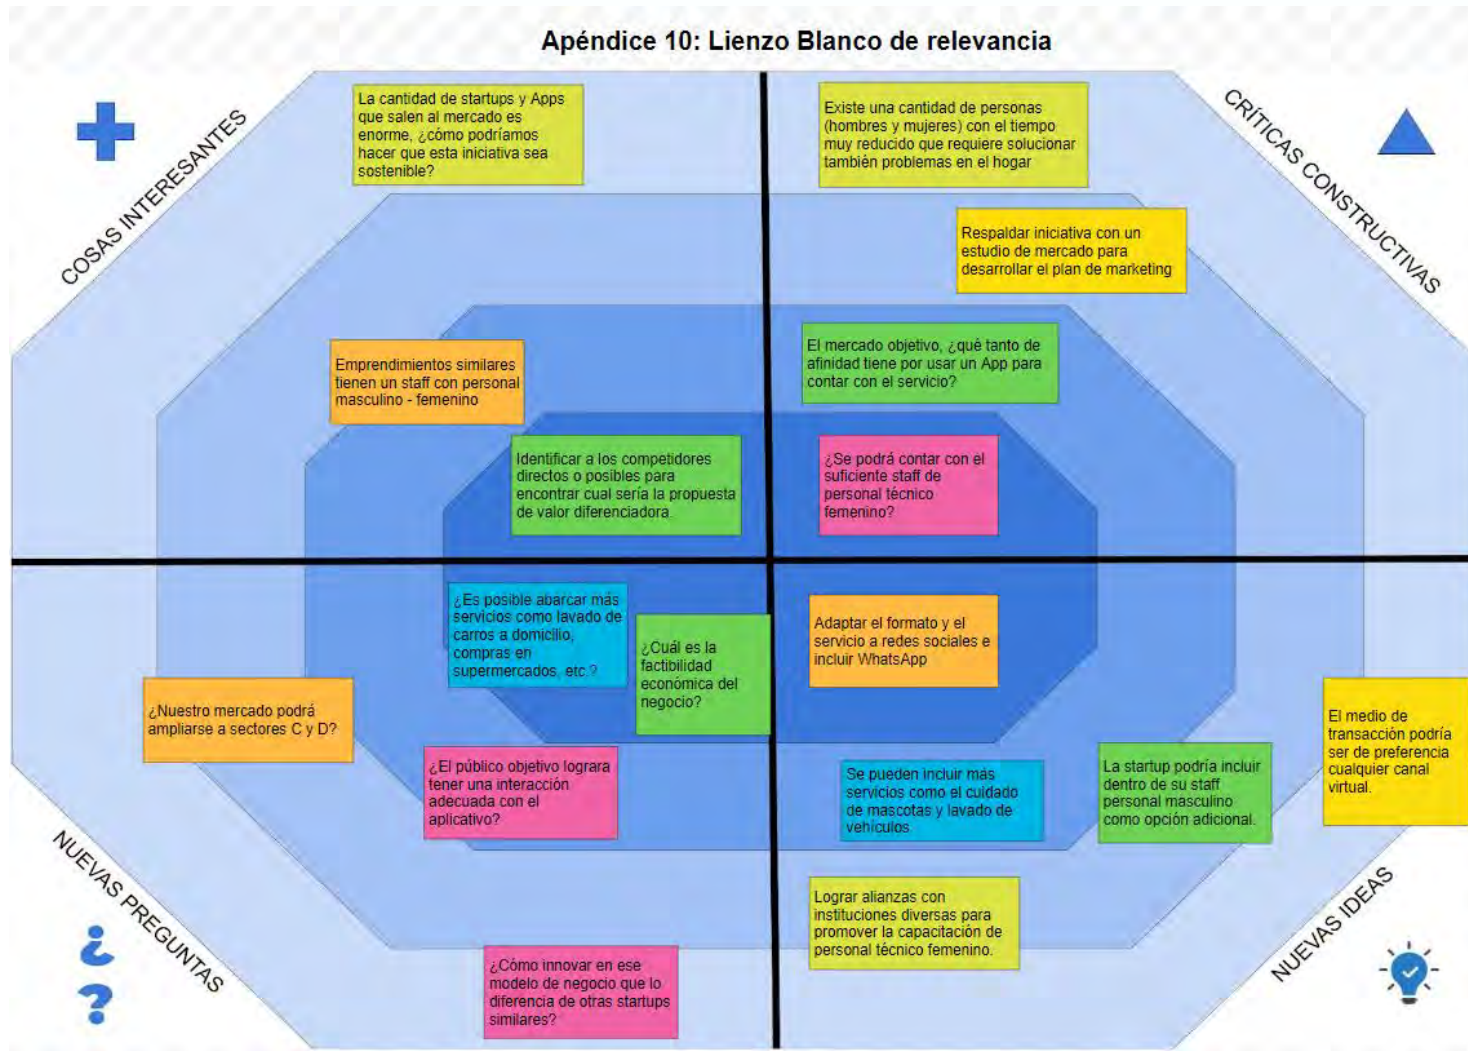 Apéndice 10: Lienzo Blanco de relevancia
COSAS INTERESANTES
La cantidad de startups y Apps
que salen al mercado es
enorme, ¿cómo podríamos
hacer que esta iniciativa sea
sostenible?
Emprendimientos similares
tienen un staff con personal
masculino - femenino
Identificar a los competidores
directos o posibles para
encontrar cual sería la propuesta
de valor diferenciadora.
CRÍTICAS CONSTRUCTIVAS
Existe una cantidad de personas
(hombres y mujeres) con el tiempo
muy reducido que requiere solucionar
también problemas en el hogar
Respaldar iniciativa con un
estudio de mercado para
desarrollar el plan de marketing
El mercado objetivo, ¿qué tanto de
afinidad tiene por usar un App para
contar con el servicio?
¿Se podrá contar con el
suficiente staff de
personal técnico
femenino?
NUEVAS PREGUNTAS
¿Es posible abarcar más
servicios como lavado de
carros a domicilio,
compras en
supermercados, etc.?
¿Cuál es la
factibilidad
económica del
negocio?
¿Nuestro mercado podrá
ampliarse a sectores C y D?
¿El público objetivo lograra
tener una interacción
adecuada con el
aplicativo?
¿Cómo innovar en ese
modelo de negocio que lo
diferencia de otras startups
similares?
¿
?
NUEVAS IDEAS
Adaptar el formato y el
servicio a redes sociales e
incluir WhatsApp
Se pueden incluir más
servicios como el cuidado
de mascotas y lavado de
vehículos.
La startup podría incluir
dentro de su staff
personal masculino
como opción adicional.
El medio de
transacción podría
ser de preferencia
cualquier canal
virtual.
Lograr alianzas con
instituciones diversas para
promover la capacitación de
personal técnico femenino.